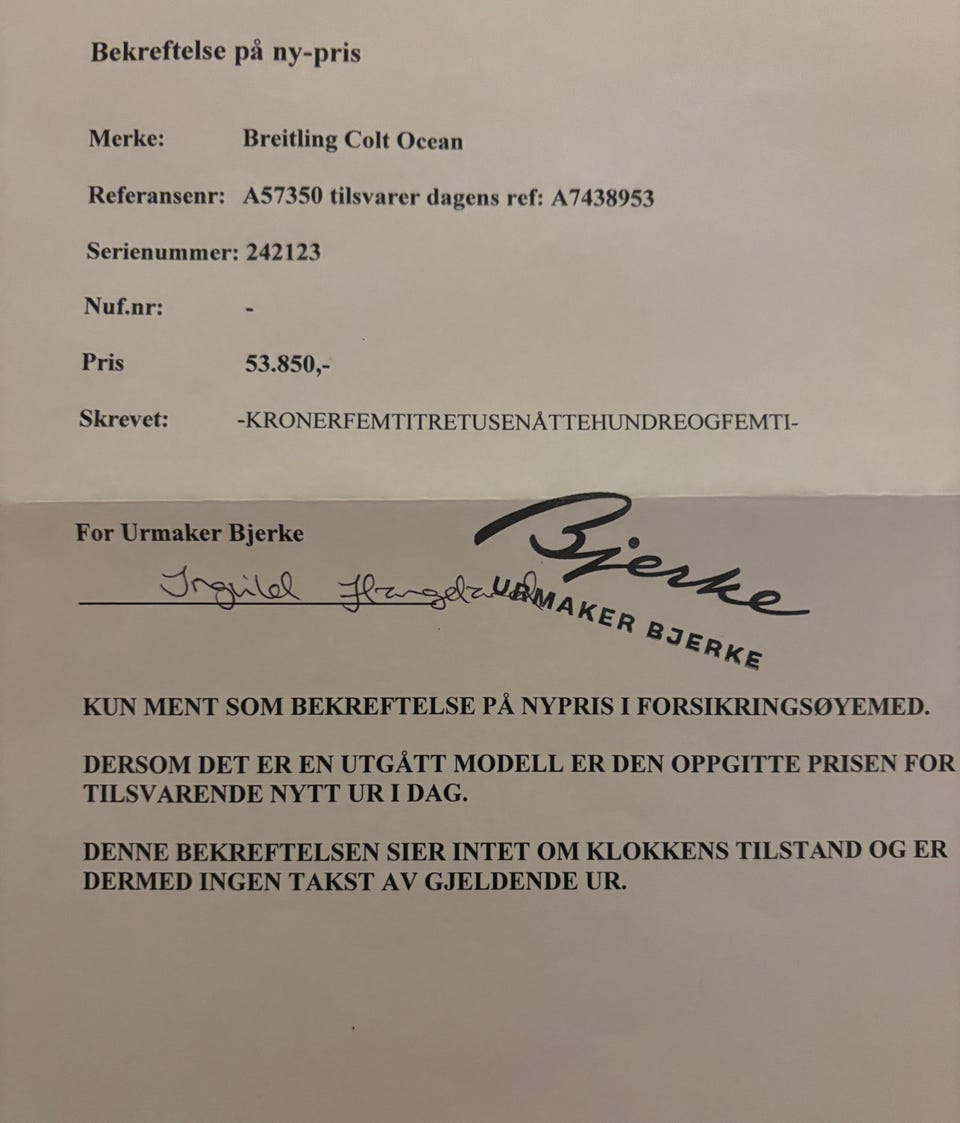 Bekreftelse på ny-pris
Merke: Breitling Colt Ocean
Referansenr: A57350 tilsvarer dagens ref: A7438953
Serienummer: 242123
Nuf.nr: -
Pris 53.850,-
Skrevet: -KRONERFEMTITRETUSENÅTTEHUNDREOGFEMTI-
For Urmaker Bjerke
Bjerke
Ingvild
URMAKER BJERKE
KUN MENT SOM BEKREFTELSE PÅ NYPRIS I FORSIKRINGSØYEMED.
DERSOM DET ER EN UTGÅTT MODELL ER DEN OPPGITTE PRISEN FOR
TILSVARENDE NYTT UR I DAG.
DENNE BEKREFTELSEN SIER INTET OM KLOKKENS TILSTAND OG ER
DERMED INGEN TAKST AV GJELDENDE UR.